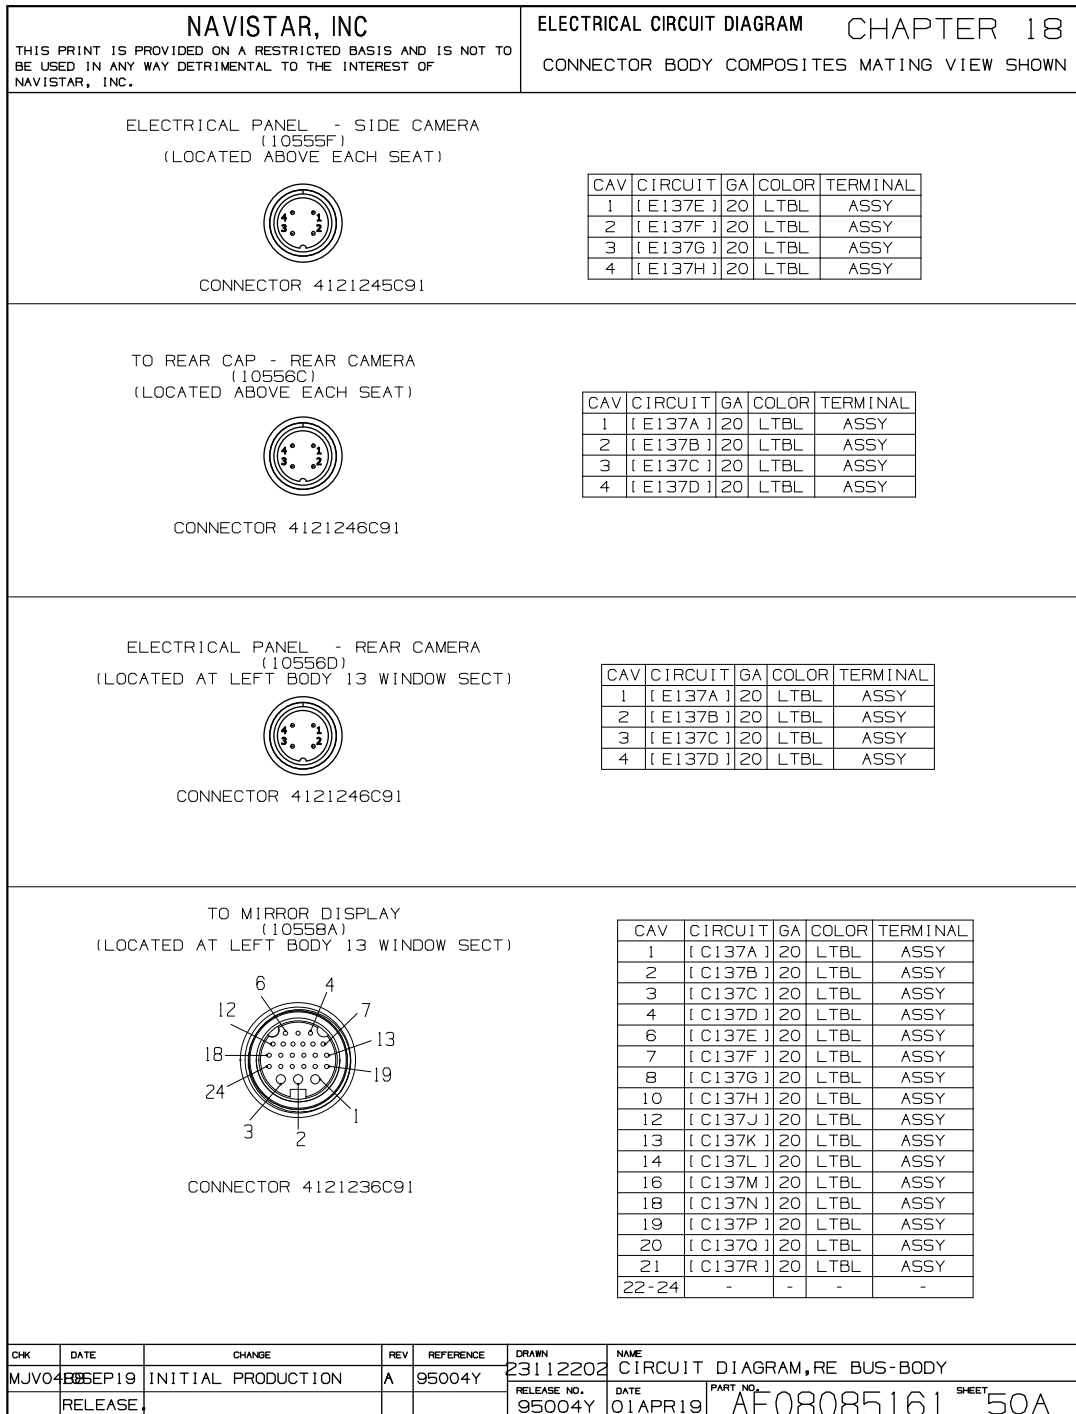 NAVISTAR, INC
THIS PRINT IS PROVIDED ON A RESTRICTED BASIS AND IS NOT TO
BE USED IN ANY WAY DETRIMENTAL TO THE INTEREST OF
NAVISTAR, INC.
ELECTRICAL CIRCUIT DIAGRAM CHAPTER 18
CONNECTOR BODY COMPOSITES MATING VIEW SHOWN
ELECTRICAL PANEL - SIDE CAMERA
(10555F)
(LOCATED ABOVE EACH SEAT)
4 1
3 2
CONNECTOR 4121245C91
CAV CIRCUIT GA COLOR TERMINAL
1 [ E137E ] 20 LTBL ASSY
2 [ E137F ] 20 LTBL ASSY
3 [ E137G ] 20 LTBL ASSY
4 [ E137H ] 20 LTBL ASSY
TO REAR CAP - REAR CAMERA
(10556C)
(LOCATED ABOVE EACH SEAT)
4 1
3 2
CONNECTOR 4121246C91
CAV CIRCUIT GA COLOR TERMINAL
1 [ E137A ] 20 LTBL ASSY
2 [ E137B ] 20 LTBL ASSY
3 [ E137C ] 20 LTBL ASSY
4 [ E137D ] 20 LTBL ASSY
ELECTRICAL PANEL - REAR CAMERA
(10556D)
(LOCATED AT LEFT BODY 13 WINDOW SECT)
4 1
3 2
CONNECTOR 4121246C91
CAV CIRCUIT GA COLOR TERMINAL
1 [ E137A ] 20 LTBL ASSY
2 [ E137B ] 20 LTBL ASSY
3 [ E137C ] 20 LTBL ASSY
4 [ E137D ] 20 LTBL ASSY
TO MIRROR DISPLAY
(10558A)
(LOCATED AT LEFT BODY 13 WINDOW SECT)
6 4
12 7
18 13
24 19
3 2 1
CONNECTOR 4121236C91
CAV CIRCUIT GA COLOR TERMINAL
1 [ C137A ] 20 LTBL ASSY
2 [ C137B ] 20 LTBL ASSY
3 [ C137C ] 20 LTBL ASSY
4 [ C137D ] 20 LTBL ASSY
6 [ C137E ] 20 LTBL ASSY
7 [ C137F ] 20 LTBL ASSY
8 [ C137G ] 20 LTBL ASSY
10 [ C137H ] 20 LTBL ASSY
12 [ C137J ] 20 LTBL ASSY
13 [ C137K ] 20 LTBL ASSY
14 [ C137L ] 20 LTBL ASSY
16 [ C137M ] 20 LTBL ASSY
18 [ C137N ] 20 LTBL ASSY
19 [ C137P ] 20 LTBL ASSY
20 [ C137Q ] 20 LTBL ASSY
21 [ C137R ] 20 LTBL ASSY
22-24 - - - -
CHK DATE CHANGE REV REFERENCE
INITIAL PRODUCTION A 95004Y
RELEASE.
DRAWN
23112202
NAME
CIRCUIT DIAGRAM,RE BUS-BODY
RELEASE NO.
95004Y
DATE
01APR19
PART NO.
AE08085161
SHEET
50A